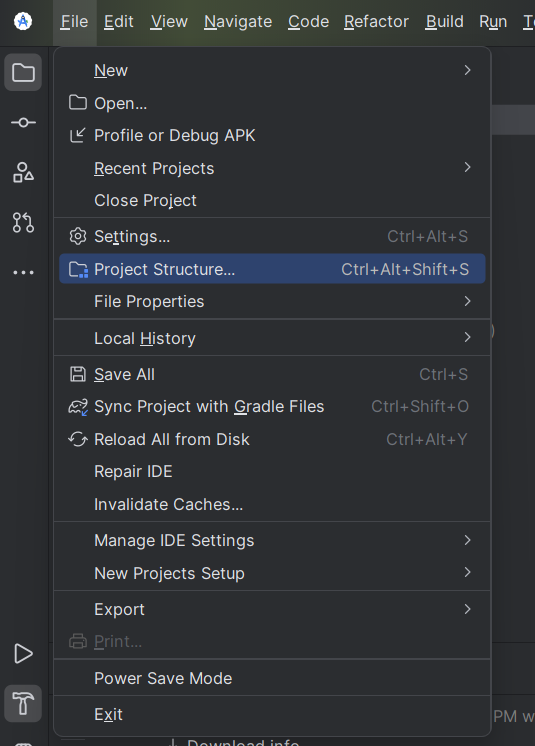 File Edit View Navigate Code Refactor Build Run
New
Open...
Profile or Debug APK
Recent Projects
Close Project
Settings... Ctrl+Alt+S
Project Structure... Ctrl+Alt+Shift+S
File Properties
Local History
)
Save All Ctrl+S
Sync Project with Gradle Files Ctrl+Shift+O
Reload All from Disk Ctrl+Alt+Y
Repair IDE
Invalidate Caches...
Manage IDE Settings
New Projects Setup
Export
Print...
Power Save Mode
Exit
PM w
Download info